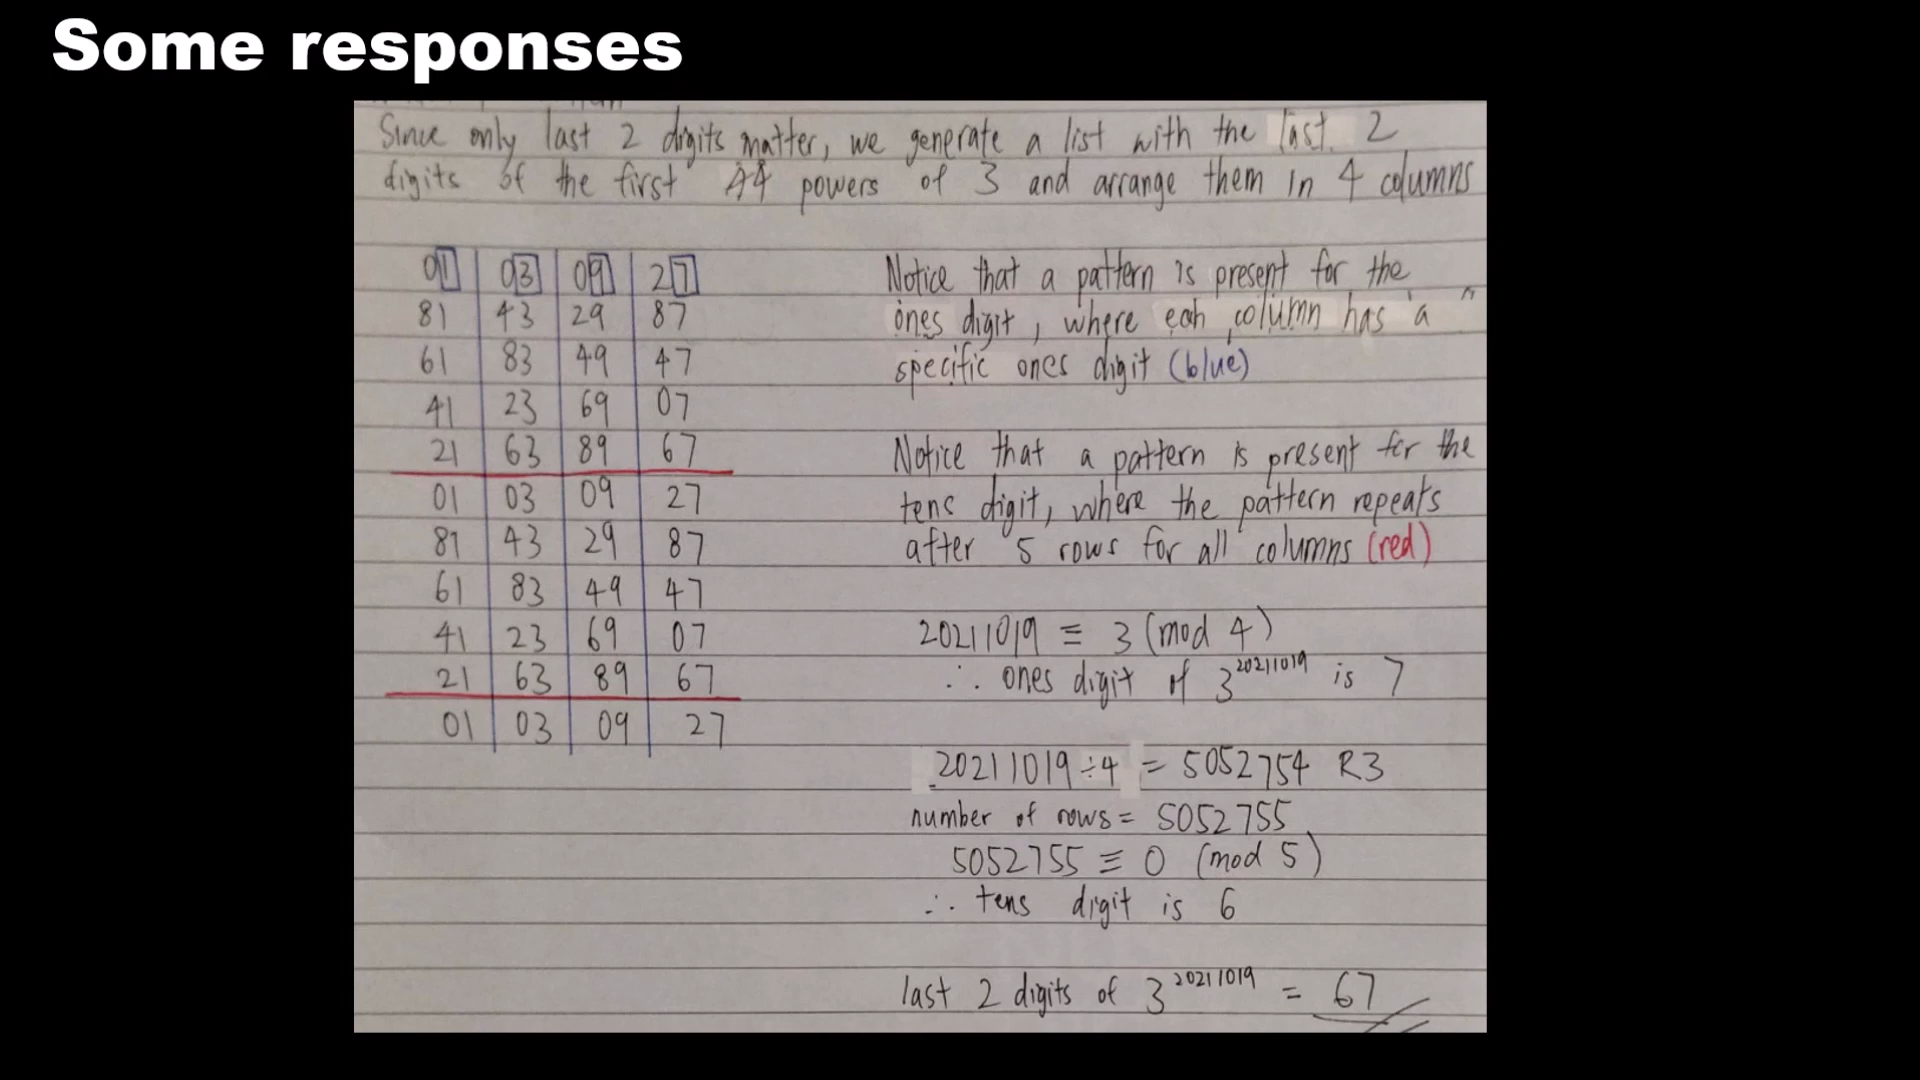 Some responses
Since only last 2 digits matter, we generate a list with the last 2
digits of the first 44 powers of 3 and arrange them in 4 columns
01 03 09 27
81 43 29 87
61 83 49 47
41 23 69 07
21 63 89 67
01 03 09 27
81 43 29 87
61 83 49 47
41 23 69 07
21 63 89 67
01 03 09 27
Notice that a pattern is present for the
ones digit, where eah column has a
specific ones digit (blue)
Notice that a pattern is present for the
tens digit, where the pattern repeats
after 5 rows for all columns (red)
20211019 ≡ 3 (mod 4)
∴ ones digit of 3^20211019 is 7
20211019 ÷ 4 = 5052754 R3
number of rows = 5052755
5052755 ≡ 0 (mod 5)
∴ tens digit is 6
last 2 digits of 3^20211019 = 67